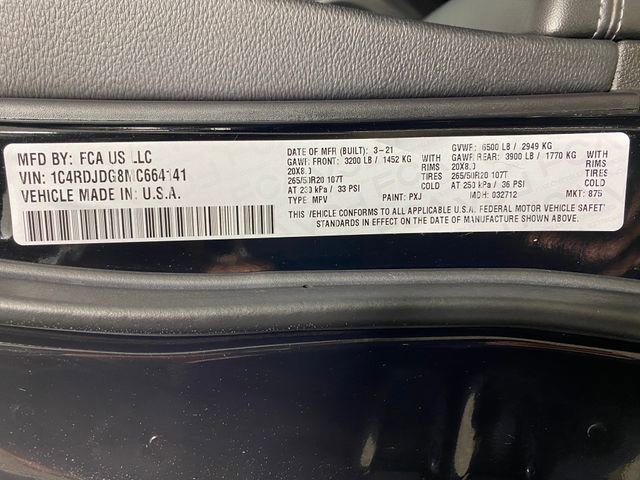 MFD BY: FCA US LLC
VIN: 1C4RDJDG8MC664141
VEHICLE MADE IN: U.S.A.
DATE OF MFR (BUILT): 3-21 GVWR: 6500 LB / 2949 KG
GAWR FRONT: 3200 LB / 1452 KG WITH GAWR REAR: 3900 LB / 1770 KG WITH
20X8.0 RIMS 20X8.0 RIMS
265/50R20 107T TIRES 265/50R20 107T TIRES
AT 230 kPa / 33 PSI COLD AT 250 kPa / 36 PSI COLD
TYPE: MPV PAINT: PXJ MDH: 032712 MKT: 875
THIS VEHICLE CONFORMS TO ALL APPLICABLE U.S.A. FEDERAL MOTOR VEHICLE SAFETY
STANDARDS IN EFFECT ON THE DATE OF MANUFACTURE SHOWN ABOVE.